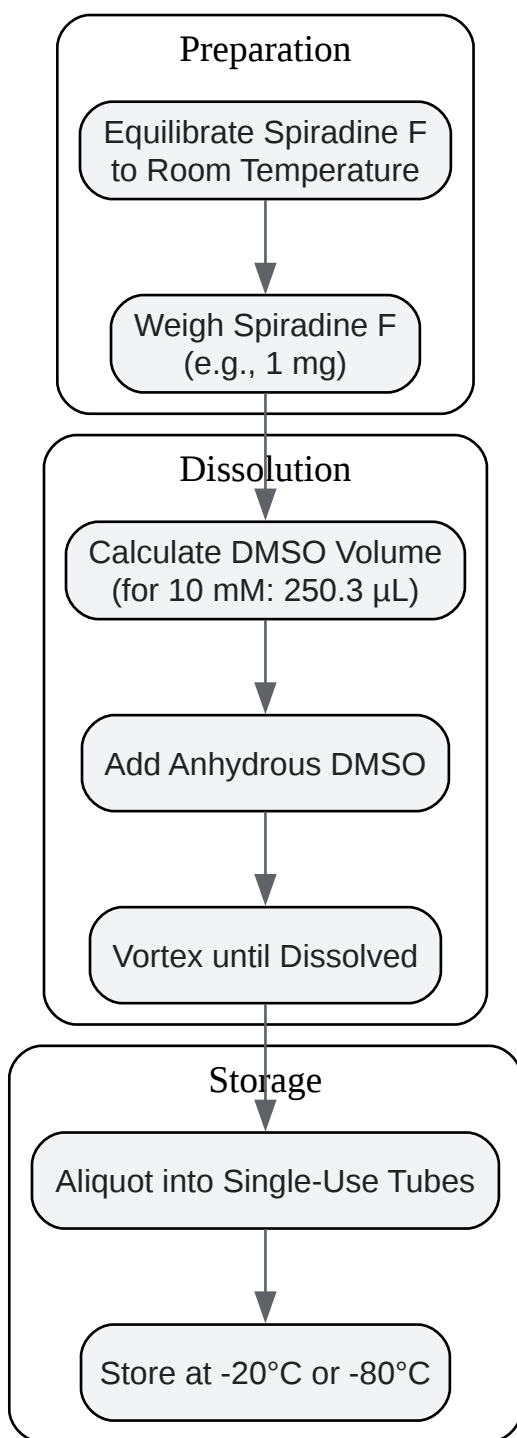 Preparation
Equilibrate Spiradine F
to Room Temperature
Weigh Spiradine F
(e.g., 1 mg)
Dissolution
Calculate DMSO Volume
(for 10 mM: 250.3 µL)
Add Anhydrous DMSO
Vortex until Dissolved
Storage
Aliquot into Single-Use Tubes
Store at -20°C or -80°C